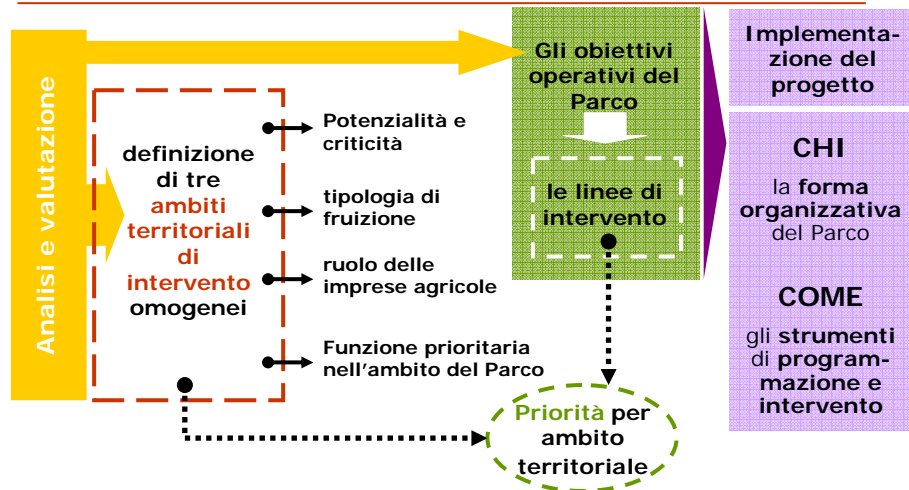 Analisi e valutazione
definizione
di tre
ambiti
territoriali
di
intervento
omogenei
Potenzialità e
criticità
tipologia di
fruizione
ruolo delle
imprese agricole
Funzione prioritaria
nell'ambito del Parco
Gli obiettivi
operativi del
Parco
le linee di
intervento
Priorità per
ambito
territoriale
Implementa-
zione del
progetto
CHI
la forma
organizzativa
del Parco
COME
gli strumenti
di program-
mazione e
intervento